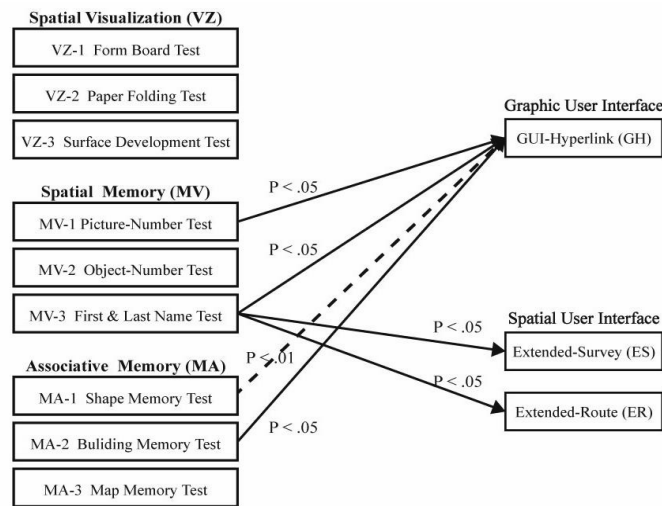 Spatial Visualization (VZ)
VZ-1 Form Board Test
VZ-2 Paper Folding Test
VZ-3 Surface Development Test
Spatial Memory (MV)
MV-1 Picture-Number Test
MV-2 Object-Number Test
MV-3 First & Last Name Test
Associative Memory (MA)
MA-1 Shape Memory Test
MA-2 Buliding Memory Test
MA-3 Map Memory Test
P < .05
P < .05
P < .01
P < .05
P < .05
P < .05
Graphic User Interface
GUI-Hyperlink (GH)
Spatial User Interface
Extended-Survey (ES)
Extended-Route (ER)